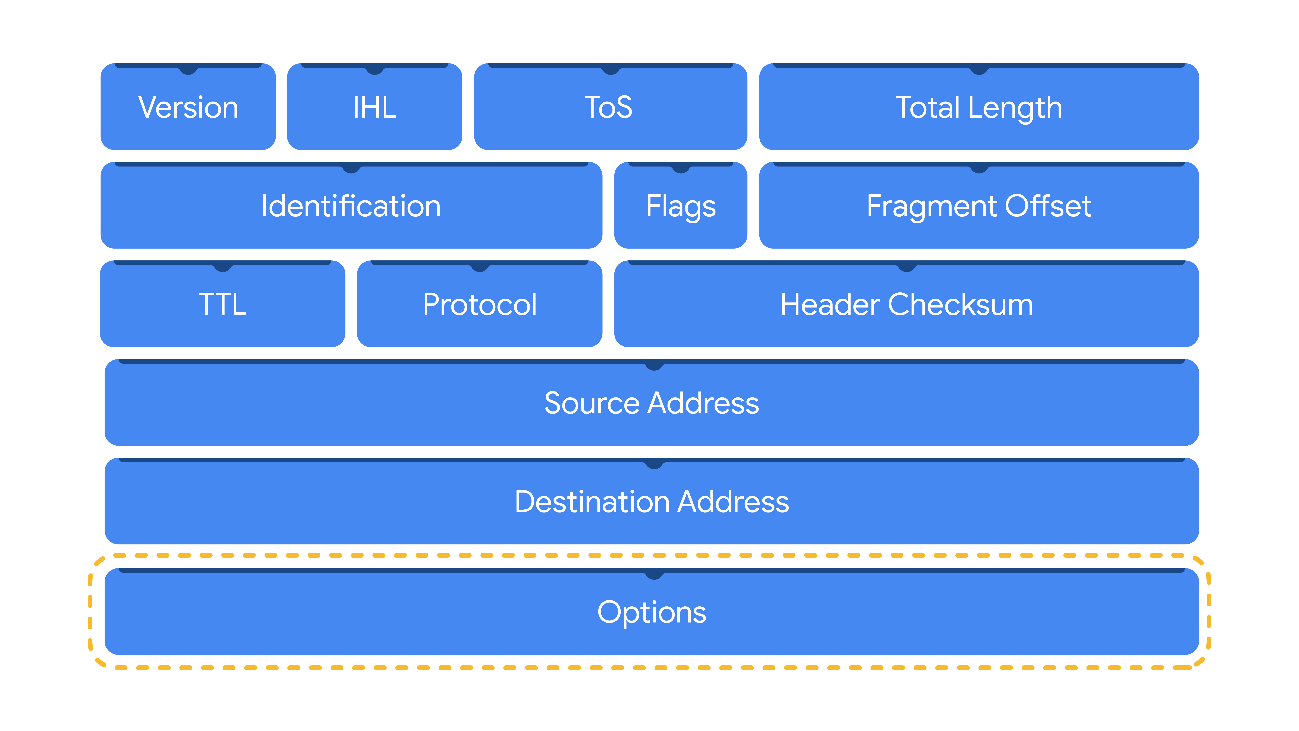 Version
IHL
ToS
Total Length
Identification
Flags
Fragment Offset
TTL
Protocol
Header Checksum
Source Address
Destination Address
Options